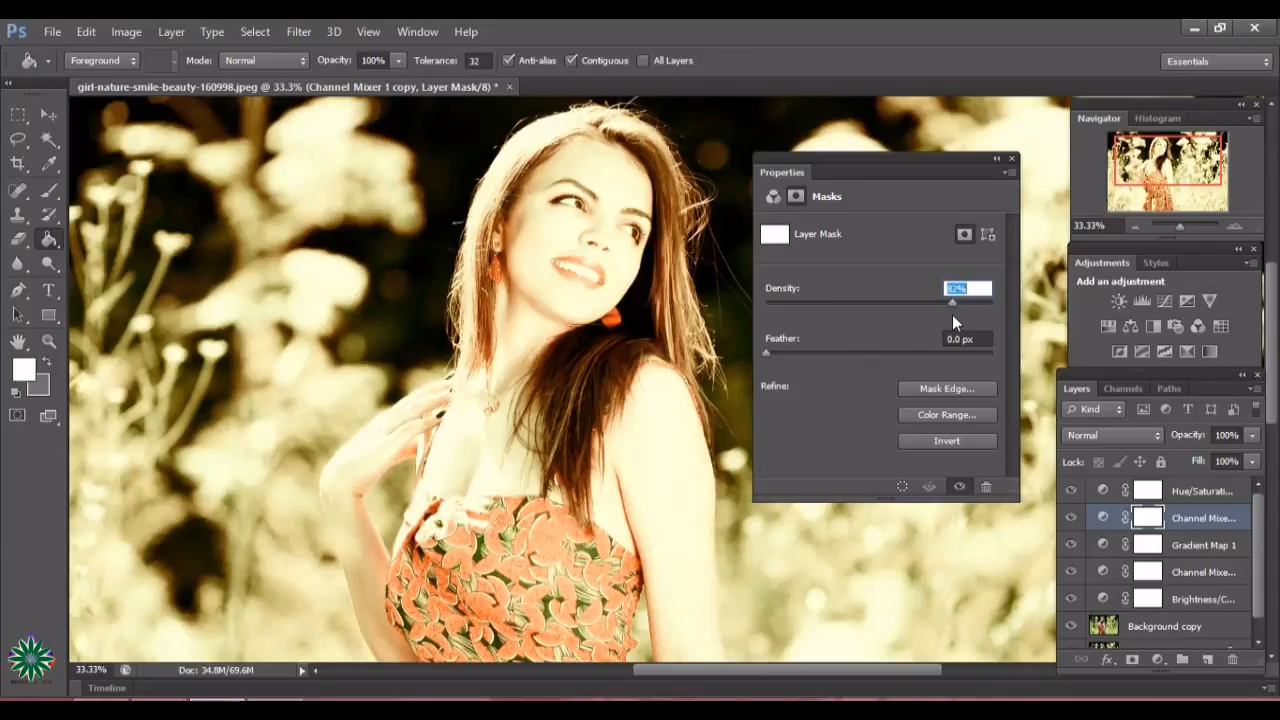 Ps File Edit Image Layer Type Select Filter 3D View Window Help
Foreground Mode: Normal Opacity: 100% Tolerance: 32 Anti-alias Contiguous All Layers Essentials
girl-nature-smile-beauty-160998.jpeg @ 33.3% (Channel Mixer 1 copy, Layer Mask/8) *
Navigator Histogram
33.33%
Properties
Masks
Layer Mask
Density: 82%
Feather: 0.0 px
Refine: Mask Edge...
Color Range...
Invert
Adjustments Styles
Add an adjustment
Layers Channels Paths
Kind
Normal Opacity: 100%
Lock: Fill: 100%
Hue/Saturati...
Channel Mixe...
Gradient Map 1
Channel Mixe...
Brightness/C...
Background copy
33.33% Doc: 34.8M/69.6M
Timeline